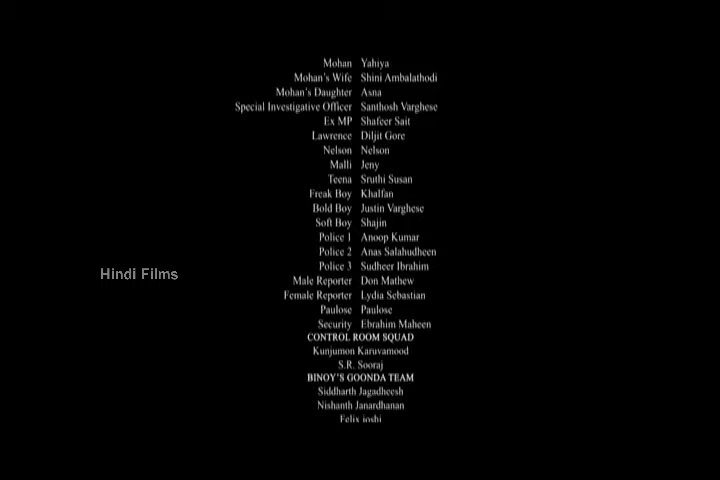 Mohan Yahiya
Mohan's Wife Shini Ambalathodi
Mohan's Daughter Asna
Special Investigative Officer Santhosh Varghese
Ex MP Shafeer Sait
Lawrence Diljit Gore
Nelson Nelson
Malli Jeny
Teena Sruthi Susan
Freak Boy Khalfan
Bold Boy Justin Varghese
Soft Boy Shajin
Police 1 Anoop Kumar
Police 2 Anas Salahudheen
Police 3 Sudheer Ibrahim
Hindi Films
Male Reporter Don Mathew
Female Reporter Lydia Sebastian
Paulose Paulose
Security Ebrahim Maheen
CONTROL ROOM SQUAD
Kunjumon Karuvamood
S.R. Sooraj
BINOY'S GOONDA TEAM
Siddharth Jagadheesh
Nishanth Janardhanan
Felix joshi